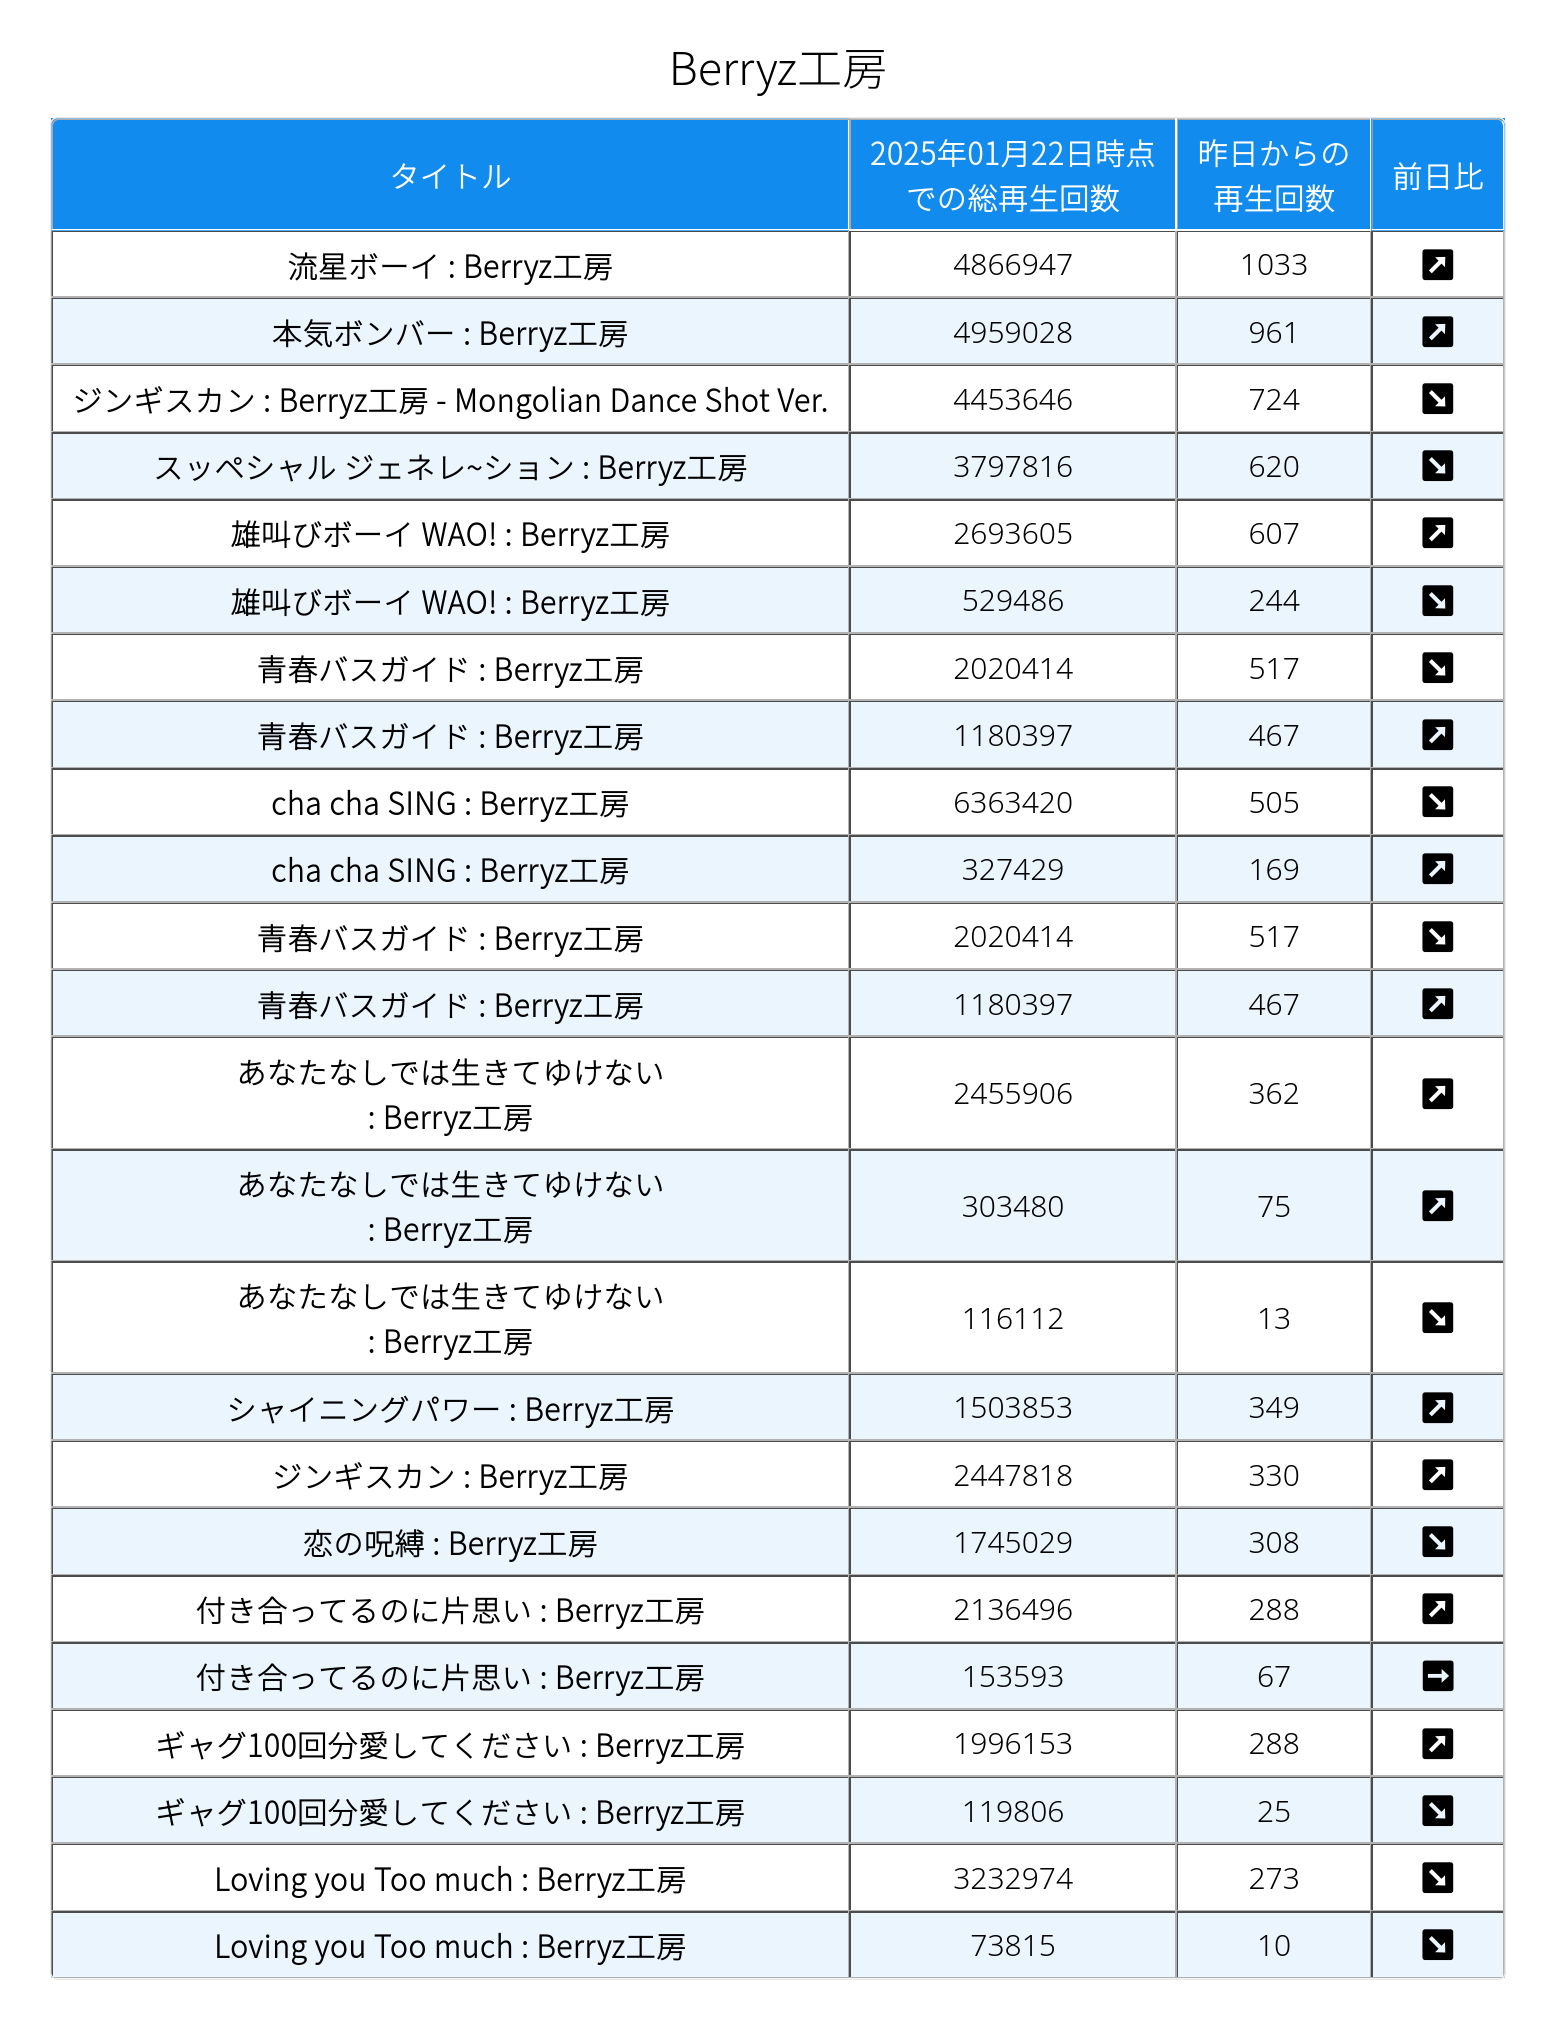 Berryz工房
タイトル 2025年01月22日時点 での総再生回数 昨日からの 再生回数 前日比
流星ボーイ : Berryz工房 4866947 1033 ↗
本気ボンバー : Berryz工房 4959028 961 ↗
ジンギスカン : Berryz工房 - Mongolian Dance Shot Ver. 4453646 724 ↘
スッペシャル ジェネレ~ション : Berryz工房 3797816 620 ↘
雄叫びボーイ WAO! : Berryz工房 2693605 607 ↗
雄叫びボーイ WAO! : Berryz工房 529486 244 ↘
青春バスガイド : Berryz工房 2020414 517 ↘
青春バスガイド : Berryz工房 1180397 467 ↗
cha cha SING : Berryz工房 6363420 505 ↘
cha cha SING : Berryz工房 327429 169 ↗
青春バスガイド : Berryz工房 2020414 517 ↘
青春バスガイド : Berryz工房 1180397 467 ↗
あなたなしでは生きてゆけない
: Berryz工房 2455906 362 ↗
あなたなしでは生きてゆけない
: Berryz工房 303480 75 ↗
あなたなしでは生きてゆけない
: Berryz工房 116112 13 ↘
シャイニングパワー : Berryz工房 1503853 349 ↗
ジンギスカン : Berryz工房 2447818 330 ↗
恋の呪縛 : Berryz工房 1745029 308 ↘
付き合ってるのに片思い : Berryz工房 2136496 288 ↗
付き合ってるのに片思い : Berryz工房 153593 67 →
ギャグ100回分愛してください : Berryz工房 1996153 288 ↗
ギャグ100回分愛してください : Berryz工房 119806 25 ↘
Loving you Too much : Berryz工房 3232974 273 ↘
Loving you Too much : Berryz工房 73815 10 ↘